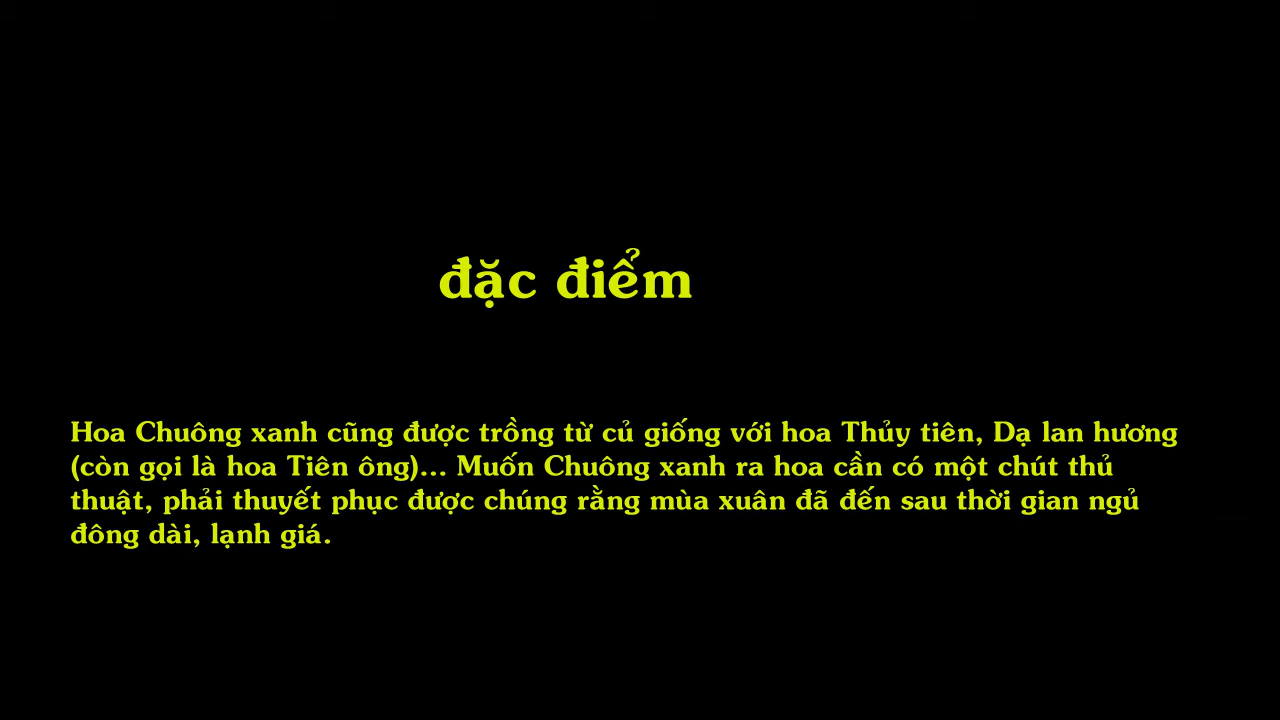 đặc điểm
Hoa Chuông xanh cũng được trồng từ củ giống với hoa Thủy tiên, Dạ lan hương
(còn gọi là hoa Tiên ông)... Muốn Chuông xanh ra hoa cần có một chút thủ
thuật, phải thuyết phục được chúng rằng mùa xuân đã đến sau thời gian ngủ
đông dài, lạnh giá.